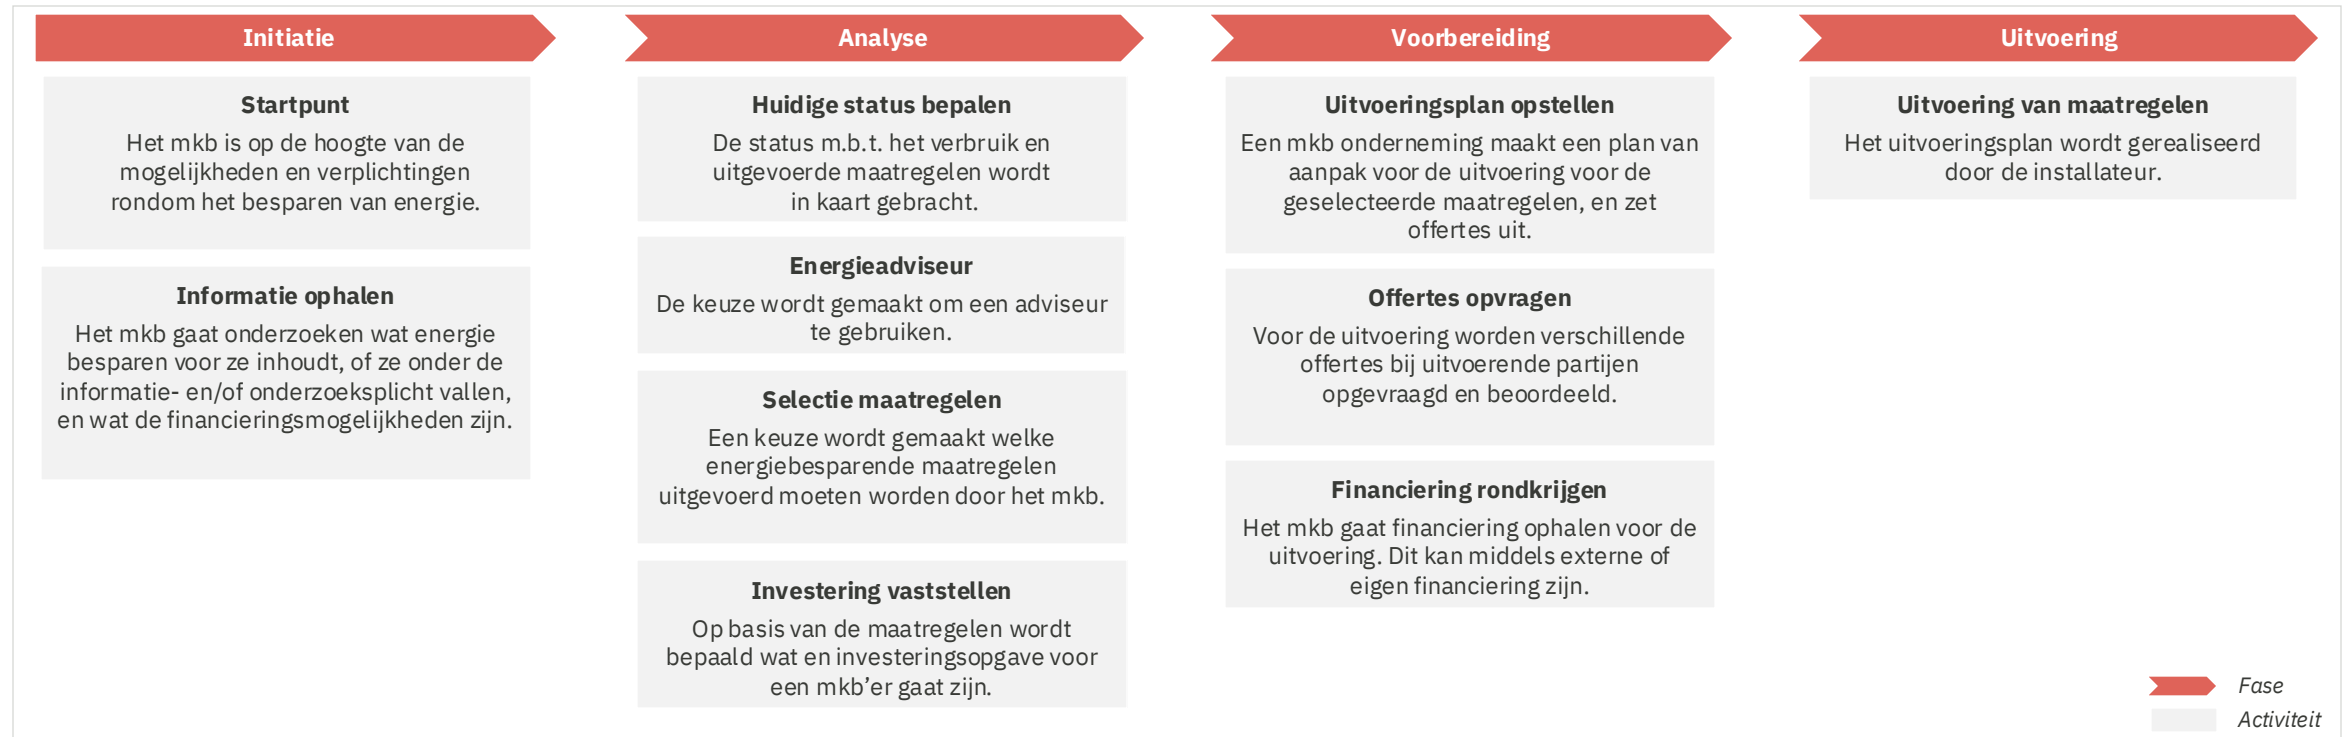 Initiatie
Startpunt
Het mkb is op de hoogte van de
mogelijkheden en verplichtingen
rondom het besparen van energie.
Informatie ophalen
Het mkb gaat onderzoeken wat energie
besparen voor ze inhoudt, of ze onder de
informatie- en/of onderzoeksplicht vallen,
en wat de financieringsmogelijkheden zijn.
Analyse
Huidige status bepalen
De status m.b.t. het verbruik en
uitgevoerde maatregelen wordt
in kaart gebracht.
Energieadviseur
De keuze wordt gemaakt om een adviseur
te gebruiken.
Selectie maatregelen
Een keuze wordt gemaakt welke
energiebesparende maatregelen
uitgevoerd moeten worden door het mkb.
Investering vaststellen
Op basis van de maatregelen wordt
bepaald wat en investeringsopgave voor
een mkb’er gaat zijn.
Voorbereiding
Uitvoeringsplan opstellen
Een mkb onderneming maakt een plan van
aanpak voor de uitvoering voor de
geselecteerde maatregelen, en zet
offertes uit.
Offertes opvragen
Voor de uitvoering worden verschillende
offertes bij uitvoerende partijen
opgevraagd en beoordeeld.
Financiering rondkrijgen
Het mkb gaat financiering ophalen voor de
uitvoering. Dit kan middels externe of
eigen financiering zijn.
Uitvoering
Uitvoering van maatregelen
Het uitvoeringsplan wordt gerealiseerd
door de installateur.
Fase
Activiteit